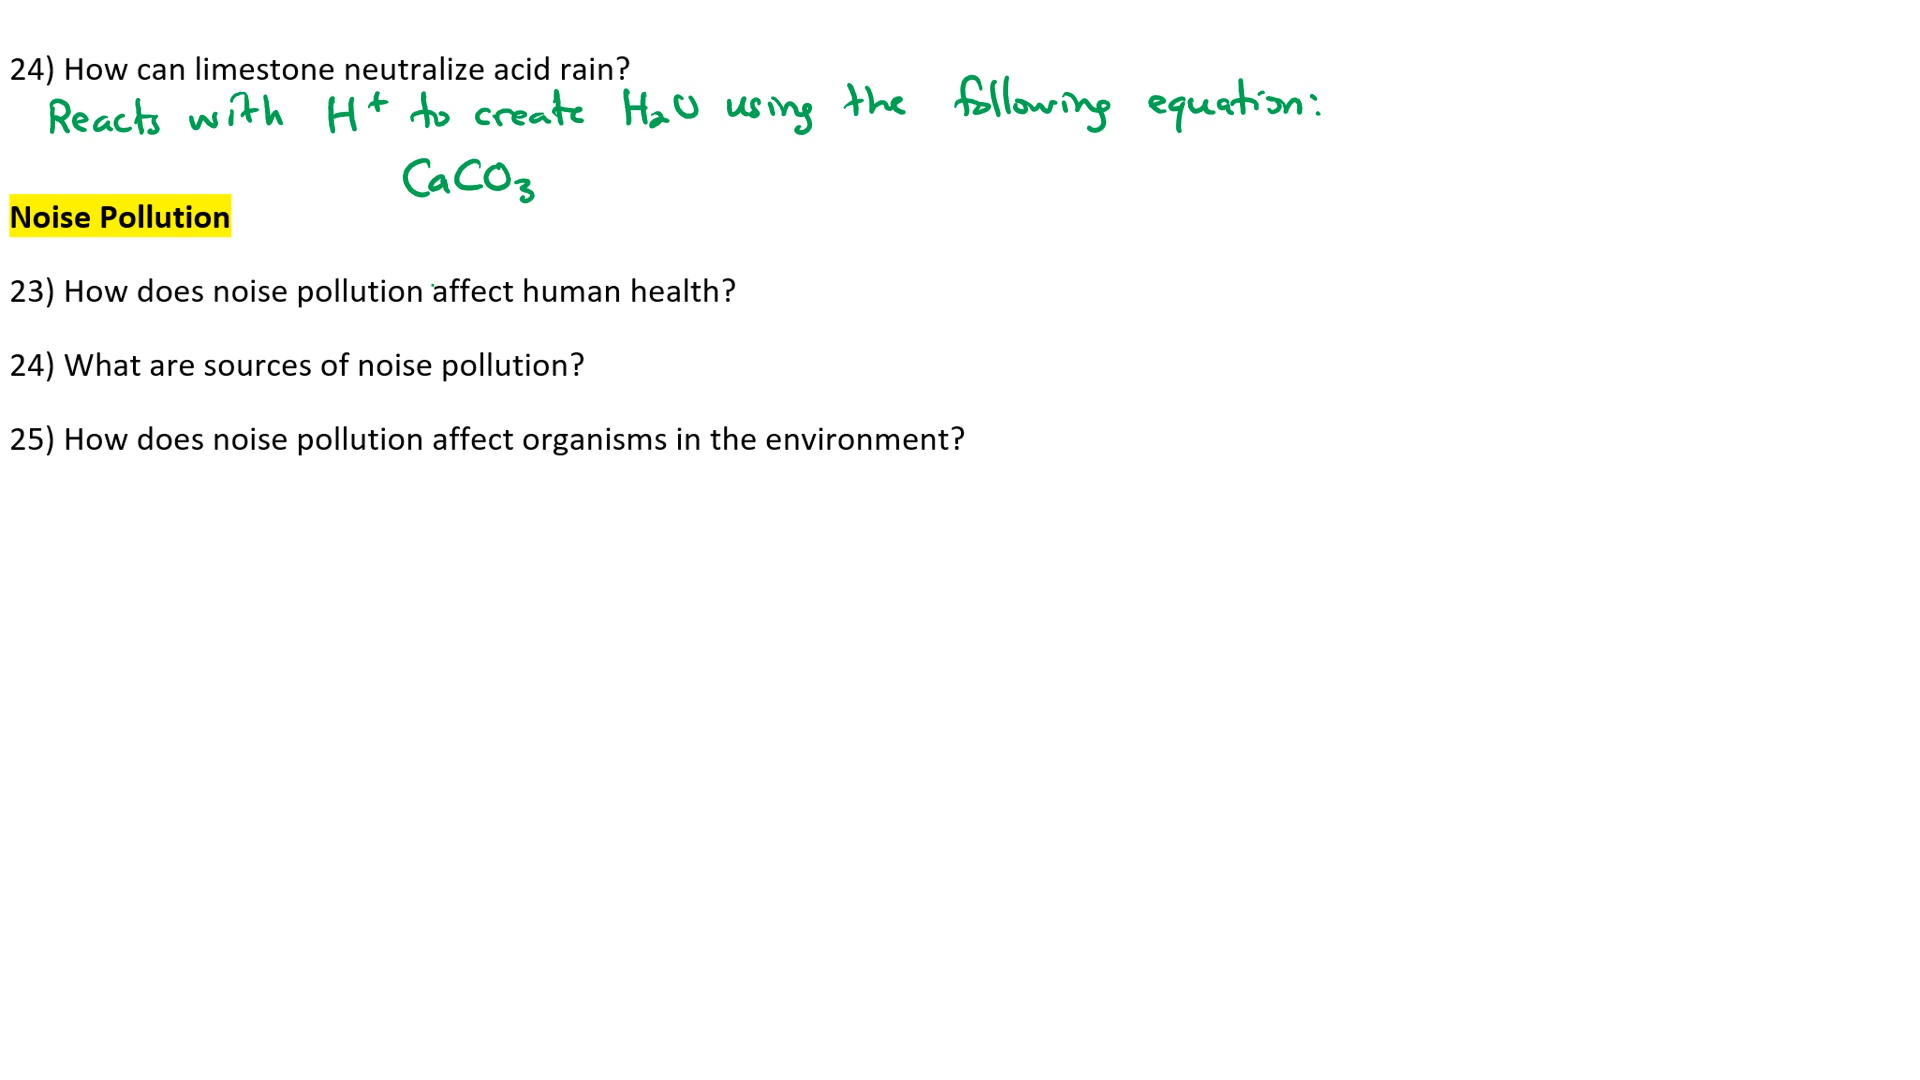 24) How can limestone neutralize acid rain?
Reacts with H⁺ to create H₂O using the following equation:
CaCO₃
Noise Pollution
23) How does noise pollution affect human health?
24) What are sources of noise pollution?
25) How does noise pollution affect organisms in the environment?